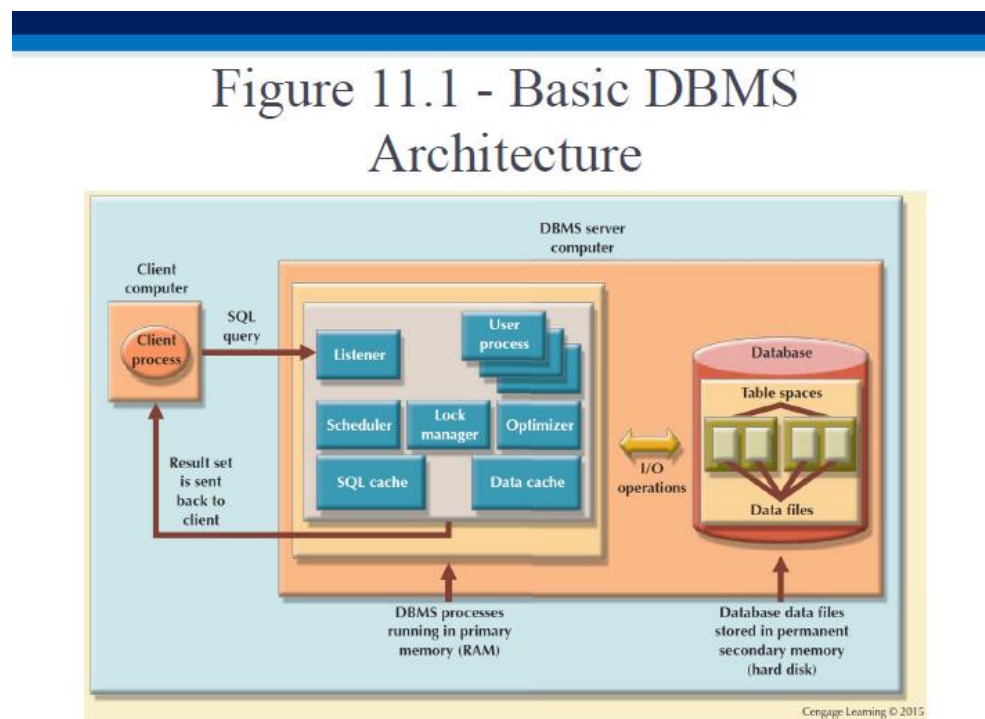 Figure 11.1 - Basic DBMS
Architecture
DBMS server
computer
Client
computer
Client
process
SQL
query
Listener
User
process
Scheduler
Lock
manager
Optimizer
SQL cache
Data cache
Result set
is sent
back to
client
I/O
operations
Database
Table spaces
Data files
DBMS processes
running in primary
memory (RAM)
Database data files
stored in permanent
secondary memory
(hard disk)
Cengage Learning © 2015